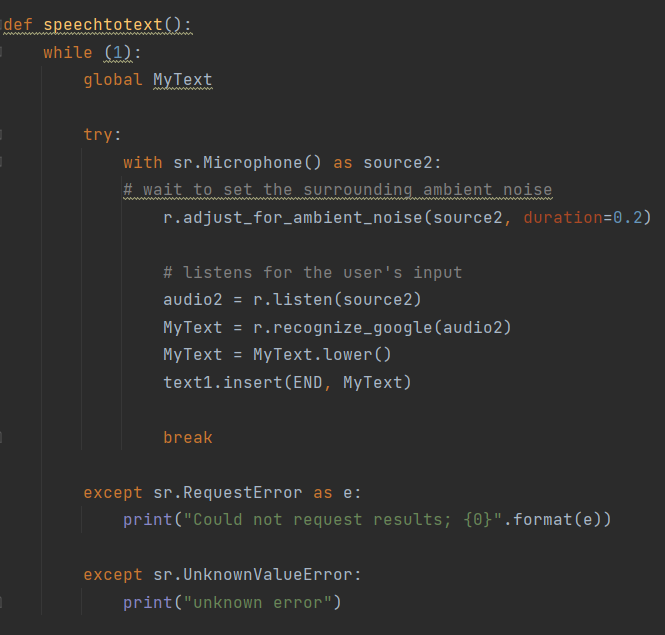 def speechtotext():
    while (1):
        global MyText

        try:
            with sr.Microphone() as source2:
            # wait to set the surrounding ambient noise
                r.adjust_for_ambient_noise(source2, duration=0.2)

                # listens for the user's input
                audio2 = r.listen(source2)
                MyText = r.recognize_google(audio2)
                MyText = MyText.lower()
                text1.insert(END, MyText)

                break

        except sr.RequestError as e:
            print("Could not request results; {0}".format(e))

        except sr.UnknownValueError:
            print("unknown error")